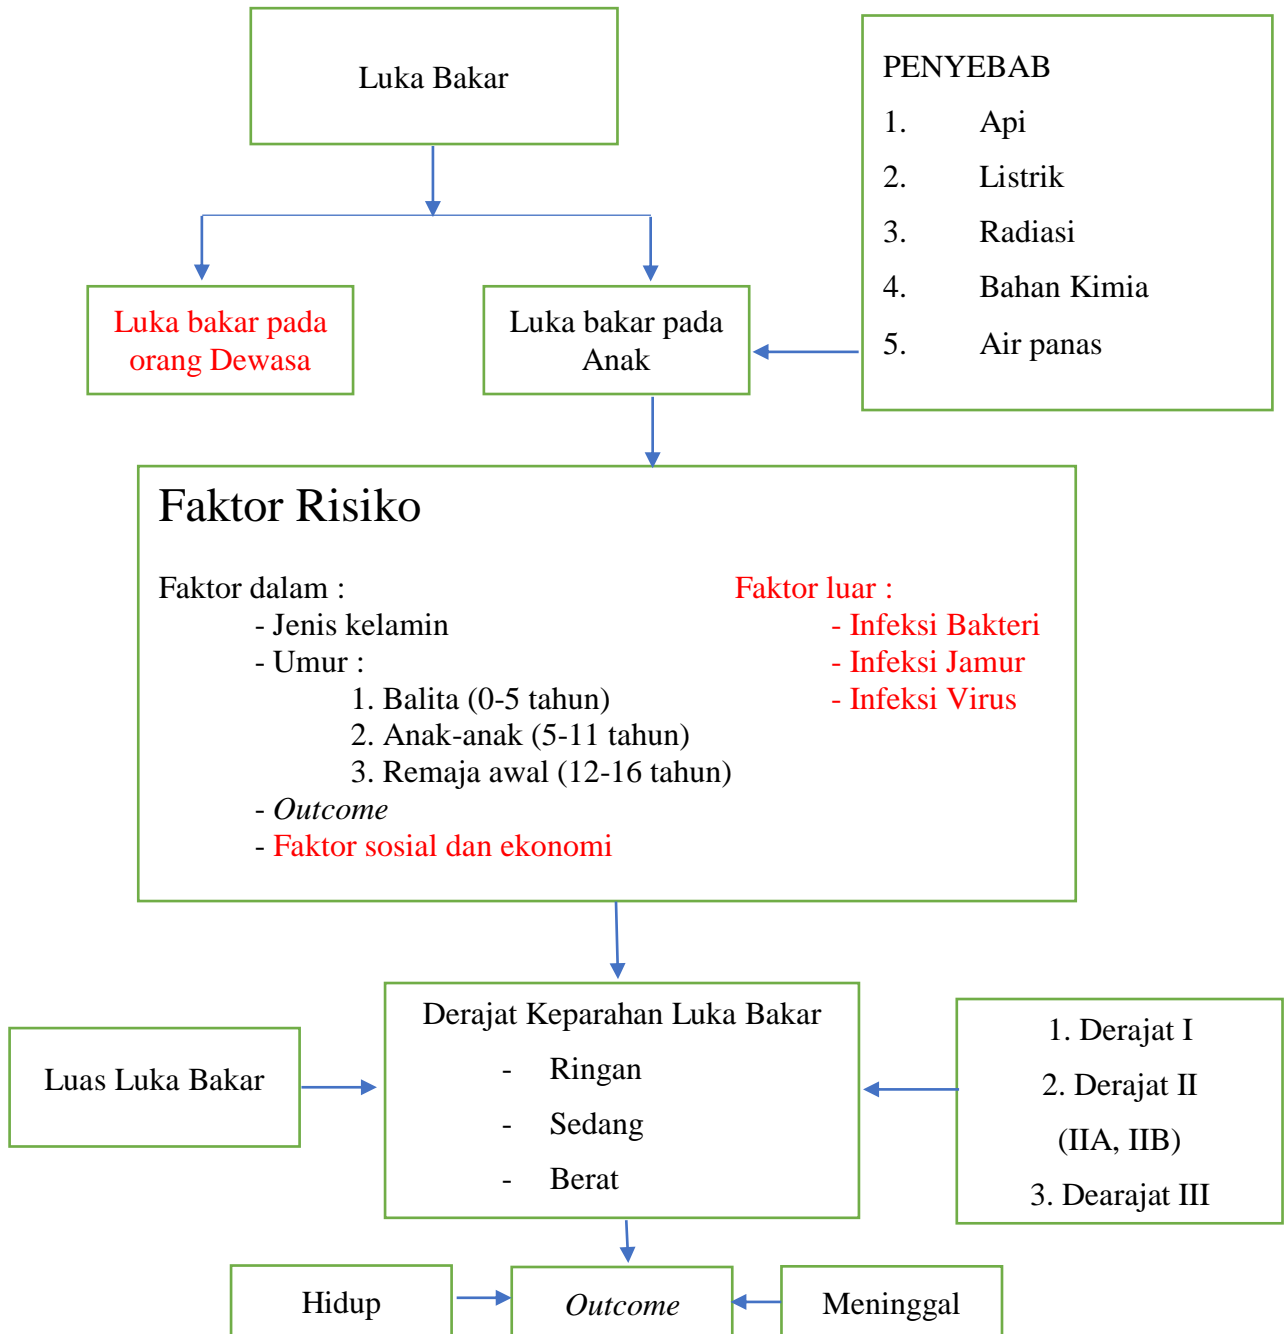 Luka Bakar
PENYEBAB
1. Api
2. Listrik
3. Radiasi
4. Bahan Kimia
5. Air panas
Luka bakar pada
orang Dewasa
Luka bakar pada
Anak
Faktor Risiko
Faktor dalam :
- Jenis kelamin
- Umur :
1. Balita (0-5 tahun)
2. Anak-anak (5-11 tahun)
3. Remaja awal (12-16 tahun)
- Outcome
- Faktor sosial dan ekonomi
Faktor luar :
- Infeksi Bakteri
- Infeksi Jamur
- Infeksi Virus
Luas Luka Bakar
Derajat Keparahan Luka Bakar
- Ringan
- Sedang
- Berat
1. Derajat I
2. Derajat II
(IIA, IIB)
3. Dearajat III
Hidup
Outcome
Meninggal